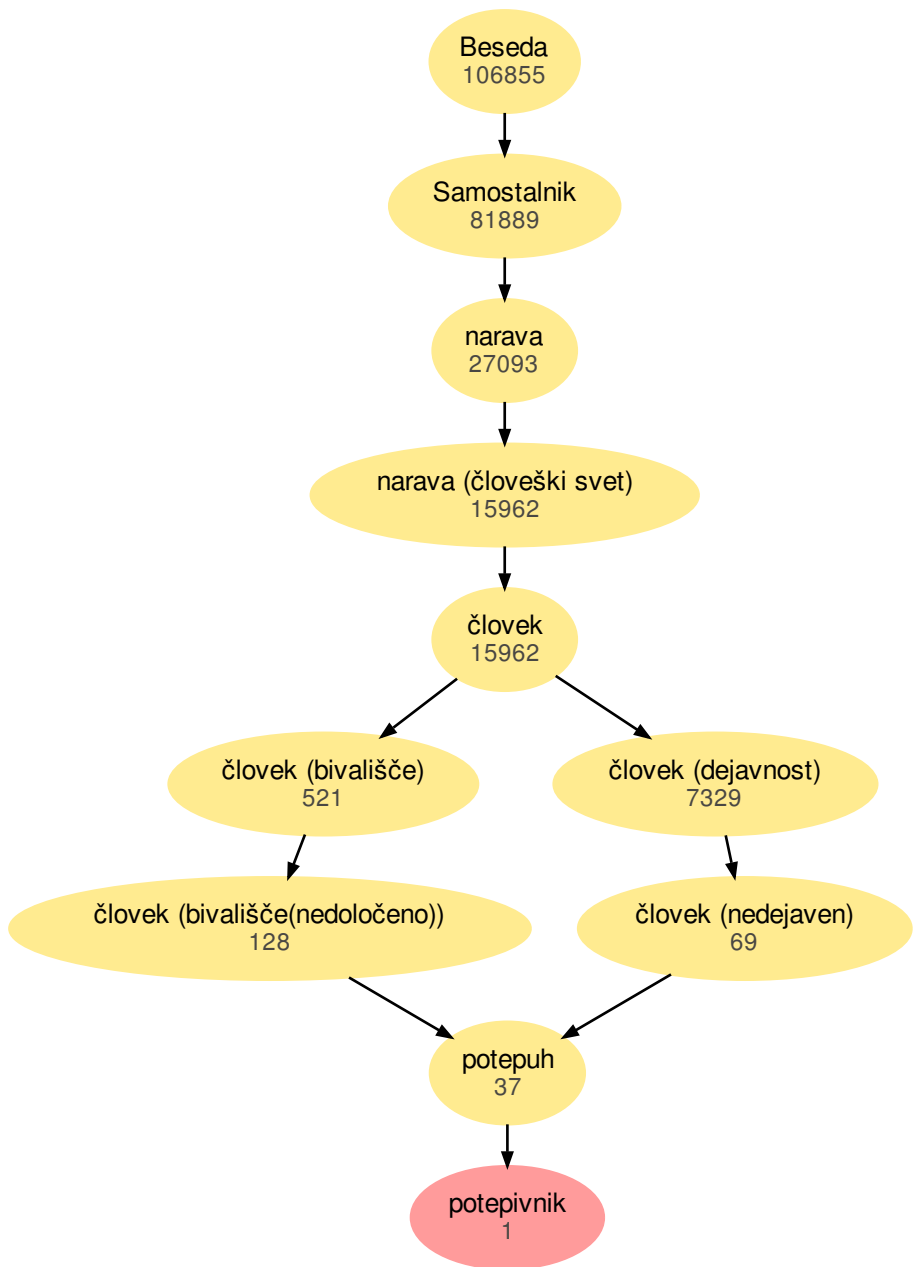 Beseda
106855
Samostalnik
81889
narava
27093
narava (človeški svet)
15962
človek
15962
človek (bivališče)
521
človek (dejavnost)
7329
človek (bivališče(nedoločeno))
128
človek (nedejaven)
69
potepuh
37
potepivnik
1